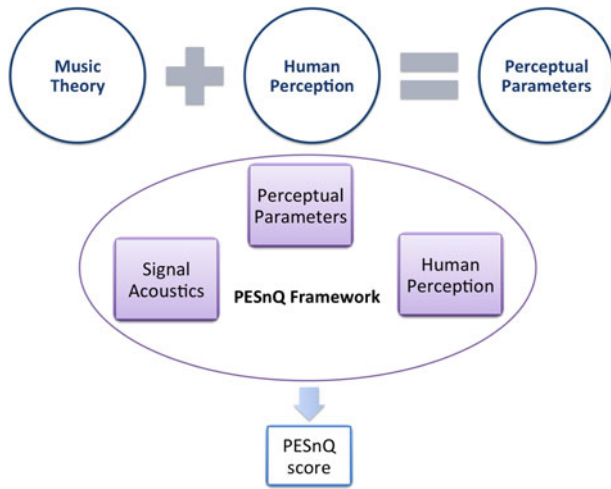 Music
Theory
Human
Perception
Perceptual
Parameters
Perceptual
Parameters
Signal
Acoustics
Human
Perception
PESnQ Framework
PESnQ
score